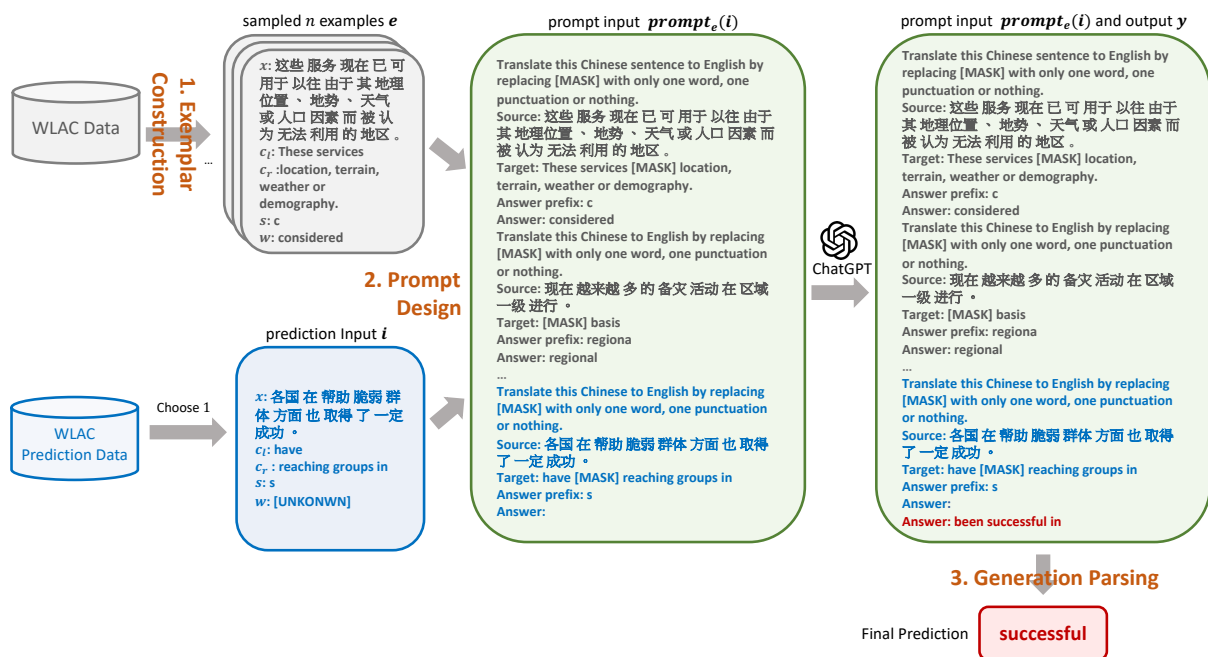 sampled n examples e
WLAC Data
1. Exemplar
Construction
...
x: 这些 服务 现在 已 可
用于 以往 由于 其 地理
位置 、 地势 、 天气
或 人口 因素 而 被 认
为 无法 利用 的 地区 。
c_l: These services
c_r :location, terrain,
weather or
demography.
s: c
w: considered
2. Prompt
Design
prediction Input i
WLAC
Prediction Data
Choose 1
x: 各国 在 帮助 脆弱 群
体 方面 也 取得 了 一定
成功 。
c_l: have
c_r : reaching groups in
s: s
w: [UNKONWN]
prompt input prompt_e(i)
Translate this Chinese sentence to English by
replacing [MASK] with only one word, one
punctuation or nothing.
Source: 这些 服务 现在 已 可 用于 以往 由于
其 地理位置 、 地势 、 天气 或 人口 因素 而
被 认为 无法 利用 的 地区 。
Target: These services [MASK] location,
terrain, weather or demography.
Answer prefix: c
Answer: considered
Translate this Chinese to English by replacing
[MASK] with only one word, one punctuation
or nothing.
Source: 现在 越来越 多 的 备灾 活动 在 区域
一级 进行 。
Target: [MASK] basis
Answer prefix: regiona
Answer: regional
...
Translate this Chinese to English by replacing
[MASK] with only one word, one punctuation
or nothing.
Source: 各国 在 帮助 脆弱 群体 方面 也 取得
了 一定 成功 。
Target: have [MASK] reaching groups in
Answer prefix: s
Answer:
ChatGPT
prompt input prompt_e(i) and output y
Translate this Chinese sentence to English by
replacing [MASK] with only one word, one
punctuation or nothing.
Source: 这些 服务 现在 已 可 用于 以往 由于
其 地理位置 、 地势 、 天气 或 人口 因素 而
被 认为 无法 利用 的 地区 。
Target: These services [MASK] location,
terrain, weather or demography.
Answer prefix: c
Answer: considered
Translate this Chinese to English by replacing
[MASK] with only one word, one punctuation
or nothing.
Source: 现在 越来越 多 的 备灾 活动 在 区域
一级 进行 。
Target: [MASK] basis
Answer prefix: regiona
Answer: regional
...
Translate this Chinese to English by replacing
[MASK] with only one word, one punctuation
or nothing.
Source: 各国 在 帮助 脆弱 群体 方面 也 取得
了 一定 成功 。
Target: have [MASK] reaching groups in
Answer prefix: s
Answer:
Answer: been successful in
3. Generation Parsing
Final Prediction
successful